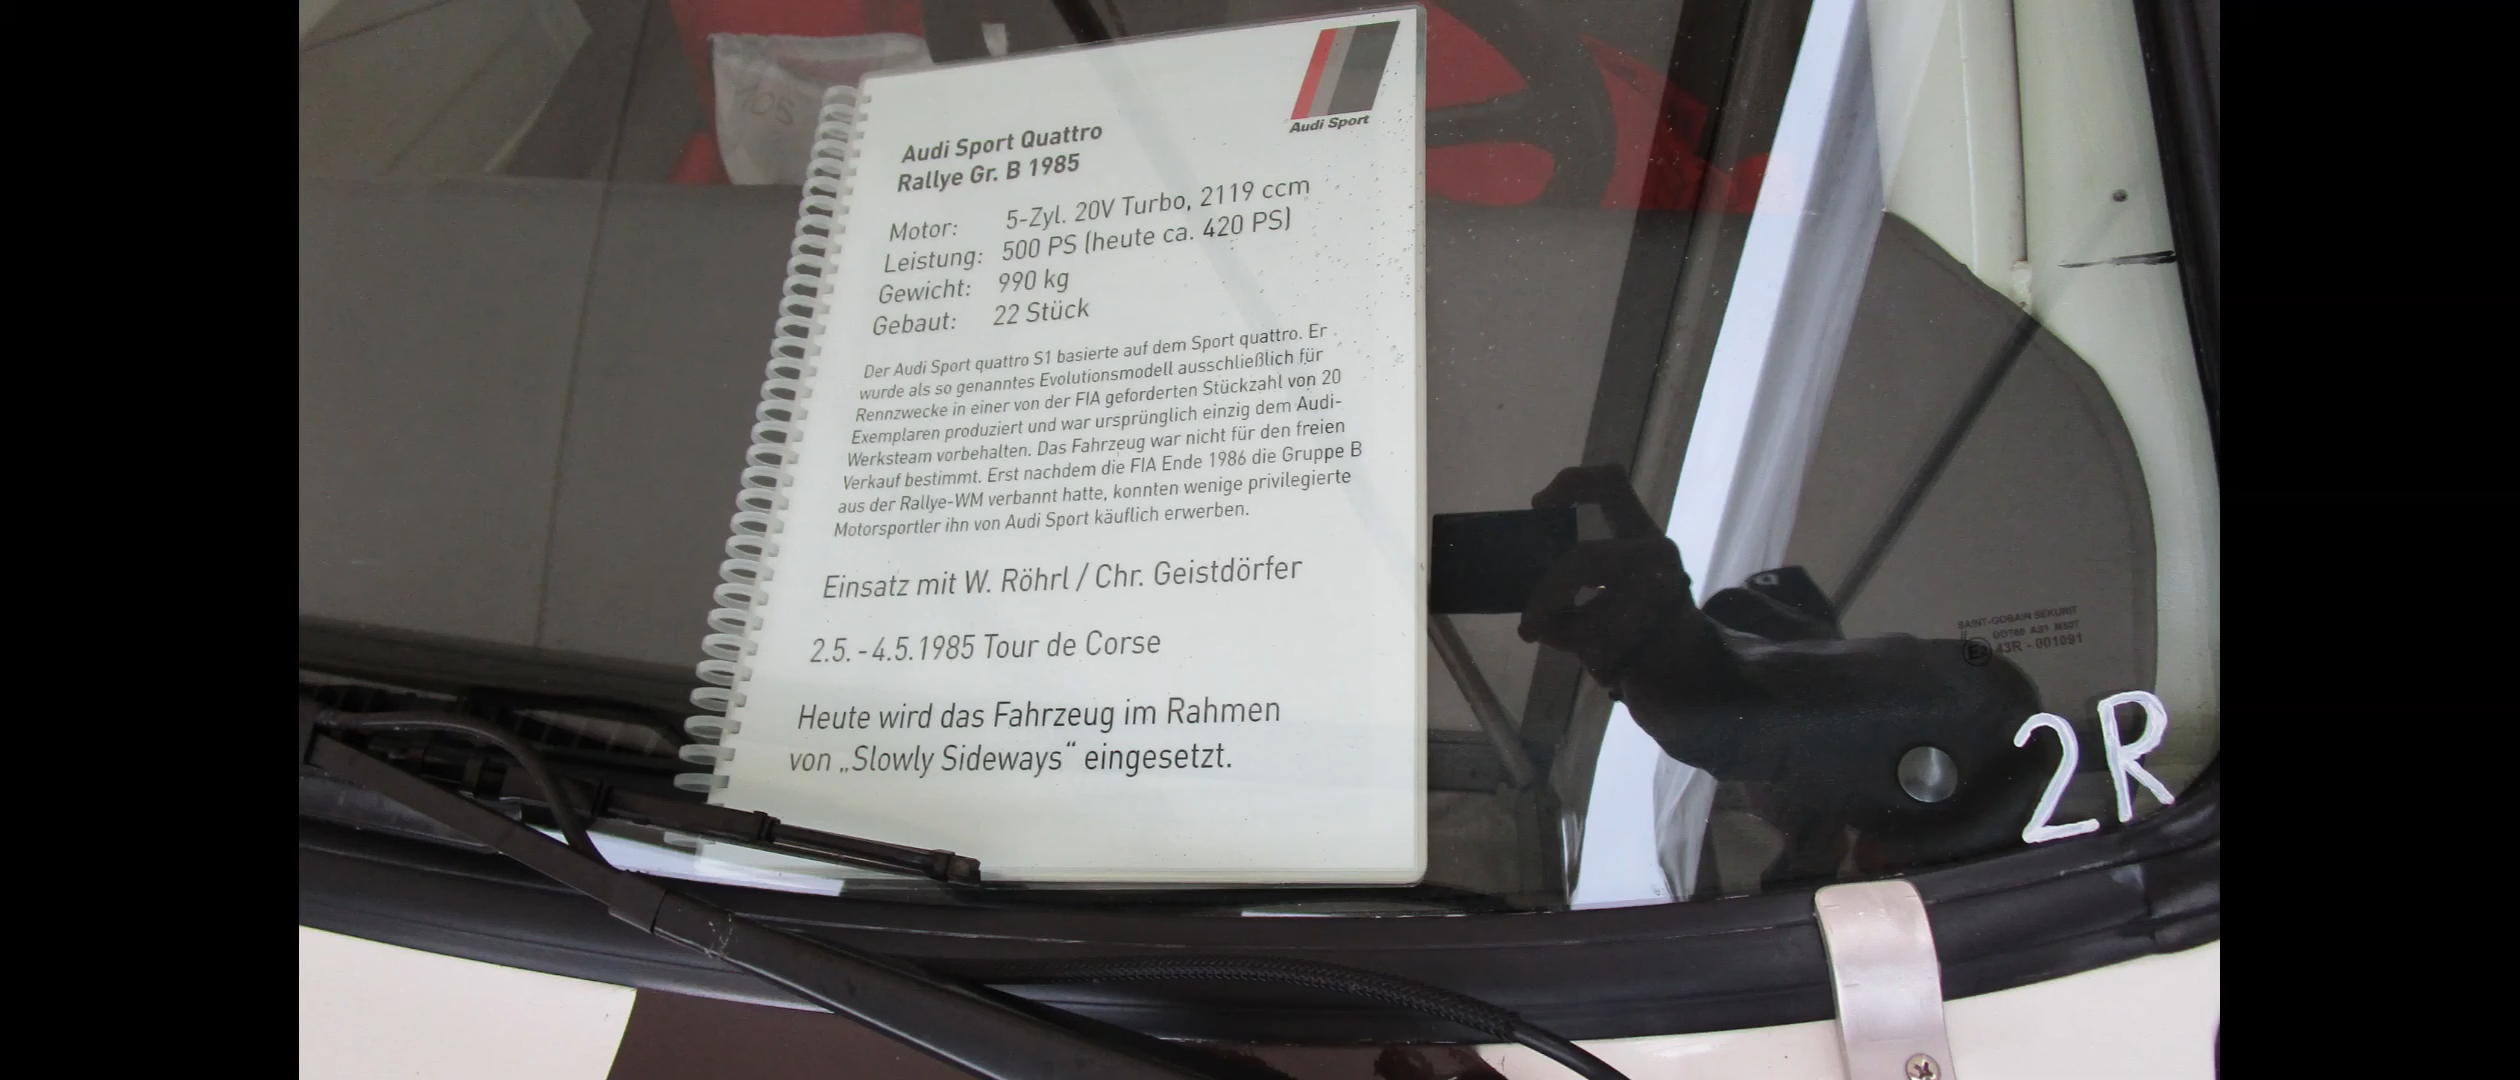 105
Audi Sport
Audi Sport Quattro
Rallye Gr. B 1985
Motor: 5-Zyl. 20V Turbo, 2119 ccm
Leistung: 500 PS (heute ca. 420 PS)
Gewicht: 990 kg
Gebaut: 22 Stück
Der Audi Sport quattro S1 basierte auf dem Sport quattro. Er
wurde als so genanntes Evolutionsmodell ausschließlich für
Rennzwecke in einer von der FIA geforderten Stückzahl von 20
Exemplaren produziert und war ursprünglich einzig dem Audi-
Werksteam vorbehalten. Das Fahrzeug war nicht für den freien
Verkauf bestimmt. Erst nachdem die FIA Ende 1986 die Gruppe B
aus der Rallye-WM verbannt hatte, konnten wenige privilegierte
Motorsportler ihn von Audi Sport käuflich erwerben.
Einsatz mit W. Röhrl / Chr. Geistdörfer
2.5. - 4.5.1985 Tour de Corse
Heute wird das Fahrzeug im Rahmen
von „Slowly Sideways“ eingesetzt.
SAINT-GOBAIN SEKURIT
AS1
E2 43R - 001091
2R